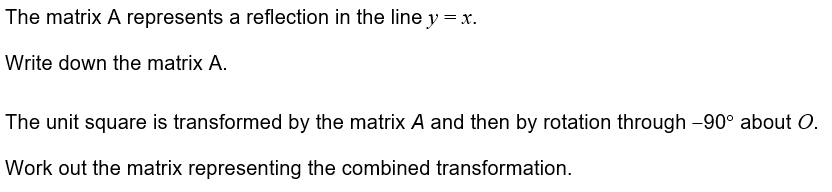 The matrix A represents a reflection in the line y = x.
Write down the matrix A.
The unit square is transformed by the matrix A and then by rotation through −90° about O.
Work out the matrix representing the combined transformation.